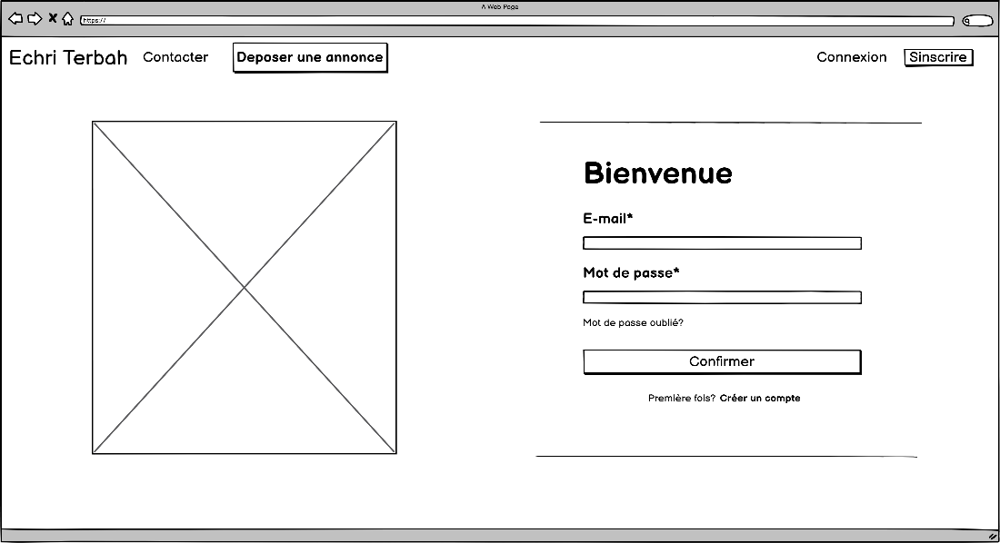 A Web Page
https://
Echri Terbah Contacter Deposer une annonce Connexion Sinscrire
Bienvenue
E-mail*
Mot de passe*
Mot de passe oublié?
Confirmer
Première fois? Créer un compte